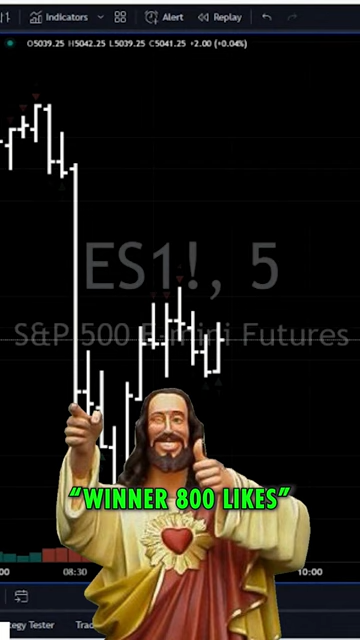 Indicators
Alert
Replay
O5039.25 H5042.25 L5039.25 C5041.25 +2.00 (+0.04%)
ES1!, 5
S&P 500 E-mini Futures
"WINNER 800 LIKES"
08:30
10:00
Tester